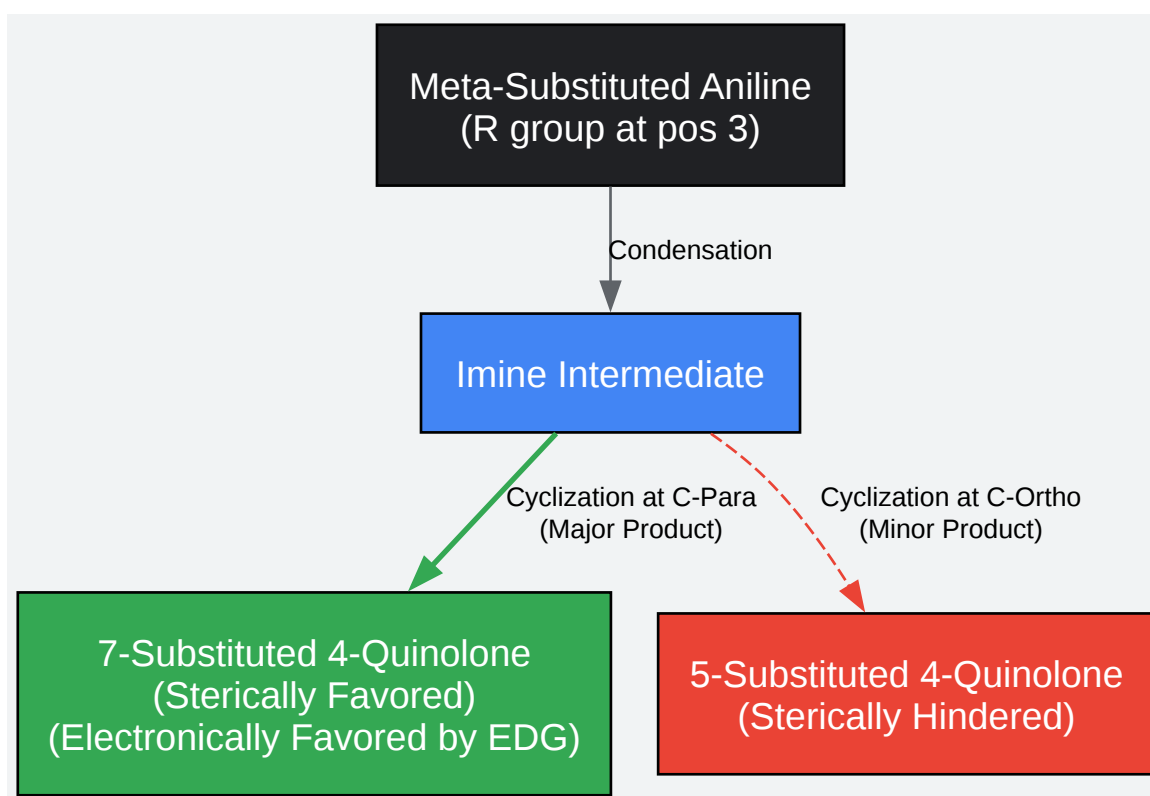 Meta-Substituted Aniline
(R group at pos 3)
Condensation
Imine Intermediate
Cyclization at C-Para
(Major Product)
Cyclization at C-Ortho
(Minor Product)
7-Substituted 4-Quinolone
(Sterically Favored)
(Electronically Favored by EDG)
5-Substituted 4-Quinolone
(Sterically Hindered)